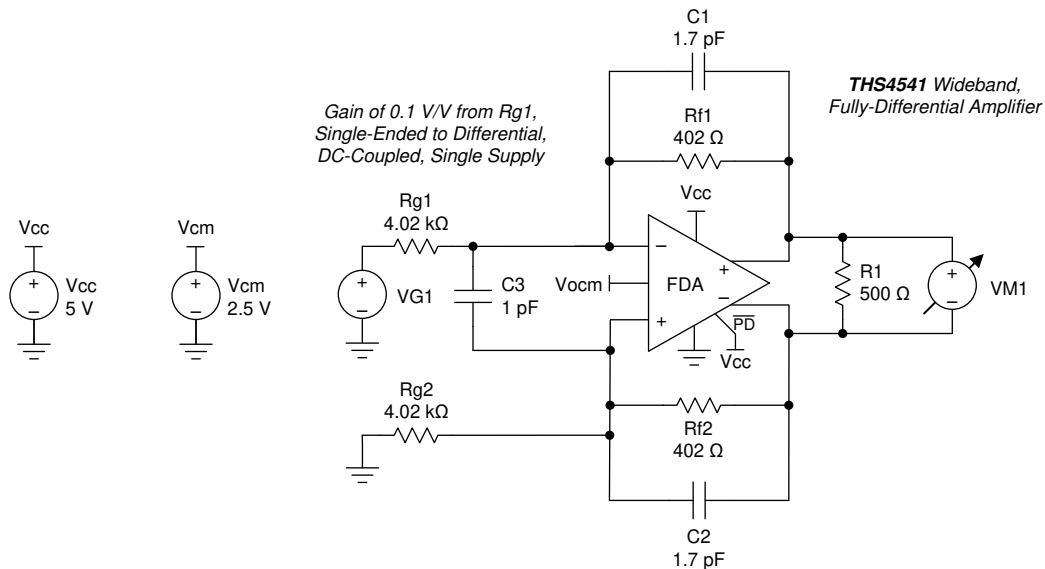 C1
1.7 pF
THS4541 Wideband,
Fully-Differential Amplifier
Gain of 0.1 V/V from Rg1,
Single-Ended to Differential,
DC-Coupled, Single Supply
Rf1
402 Ω
Vcc
Rg1
4.02 kΩ
Vcc
Vcm
+
Vcc
5 V
−
+
Vcm
2.5 V
−
+
VG1
−
C3
1 pF
−
Vocm
FDA
+
+
−
PD
Vcc
R1
500 Ω
+
VM1
−
Rg2
4.02 kΩ
Rf2
402 Ω
C2
1.7 pF